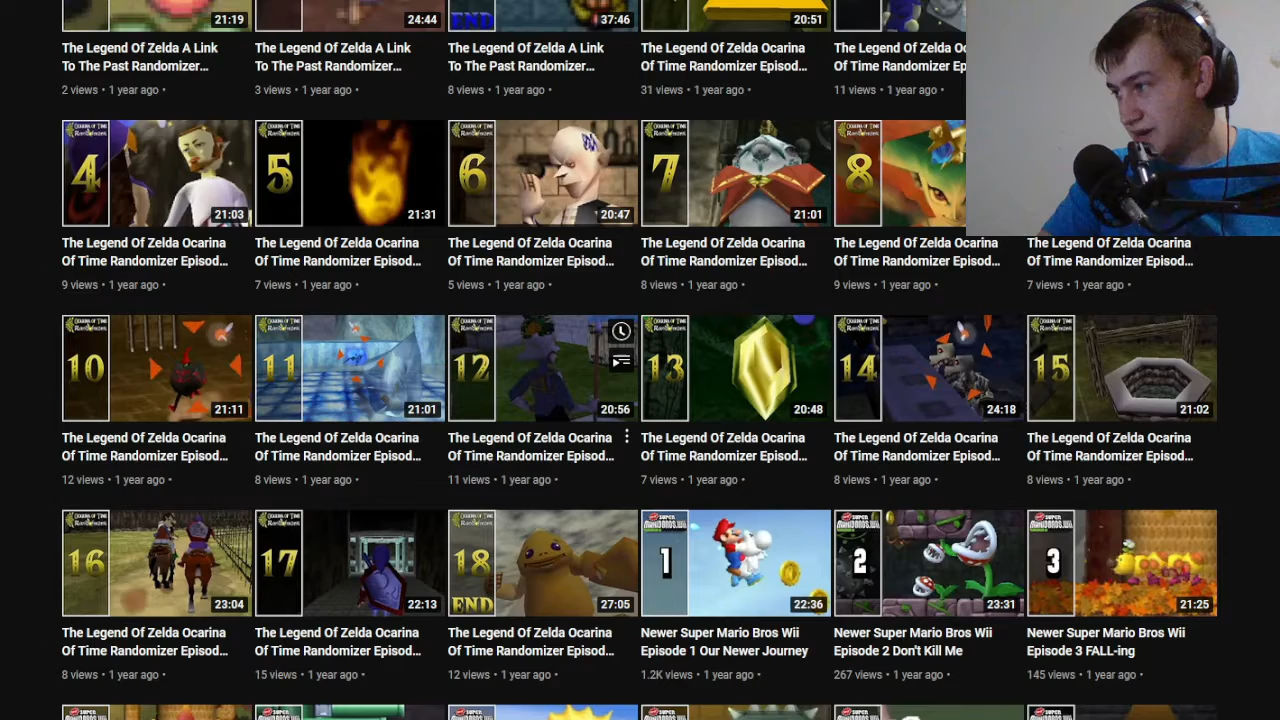 21:19
24:44
END
37:46
20:51
The Legend Of Zelda A Link
To The Past Randomizer...
2 views • 1 year ago •
The Legend Of Zelda A Link
To The Past Randomizer...
3 views • 1 year ago •
The Legend Of Zelda A Link
To The Past Randomizer...
8 views • 1 year ago •
The Legend Of Zelda Ocarina
Of Time Randomizer Episod...
31 views • 1 year ago •
The Legend Of Zelda
Of Time Randomizer
11 views • 1 year ago •
4
21:03
5
21:31
6
20:47
7
21:01
8
The Legend Of Zelda Ocarina
Of Time Randomizer Episod...
9 views • 1 year ago •
The Legend Of Zelda Ocarina
Of Time Randomizer Episod...
7 views • 1 year ago •
The Legend Of Zelda Ocarina
Of Time Randomizer Episod...
5 views • 1 year ago •
The Legend Of Zelda Ocarina
Of Time Randomizer Episod...
8 views • 1 year ago •
The Legend Of Zelda Ocarina
Of Time Randomizer Episod...
9 views • 1 year ago •
The Legend Of Zelda Ocarina
Of Time Randomizer Episod...
7 views • 1 year ago •
10
21:11
11
21:01
12
20:56
13
20:48
14
24:18
15
21:02
The Legend Of Zelda Ocarina
Of Time Randomizer Episod...
12 views • 1 year ago •
The Legend Of Zelda Ocarina
Of Time Randomizer Episod...
8 views • 1 year ago •
The Legend Of Zelda Ocarina
Of Time Randomizer Episod...
11 views • 1 year ago •
The Legend Of Zelda Ocarina
Of Time Randomizer Episod...
7 views • 1 year ago •
The Legend Of Zelda Ocarina
Of Time Randomizer Episod...
8 views • 1 year ago •
The Legend Of Zelda Ocarina
Of Time Randomizer Episod...
8 views • 1 year ago •
16
23:04
17
22:13
18
END
27:05
1
22:36
2
23:31
3
21:25
The Legend Of Zelda Ocarina
Of Time Randomizer Episod...
8 views • 1 year ago •
The Legend Of Zelda Ocarina
Of Time Randomizer Episod...
15 views • 1 year ago •
The Legend Of Zelda Ocarina
Of Time Randomizer Episod...
12 views • 1 year ago •
Newer Super Mario Bros Wii
Episode 1 Our Newer Journey
1.2K views • 1 year ago •
Newer Super Mario Bros Wii
Episode 2 Don't Kill Me
267 views • 1 year ago •
Newer Super Mario Bros Wii
Episode 3 FALL-ing
145 views • 1 year ago •